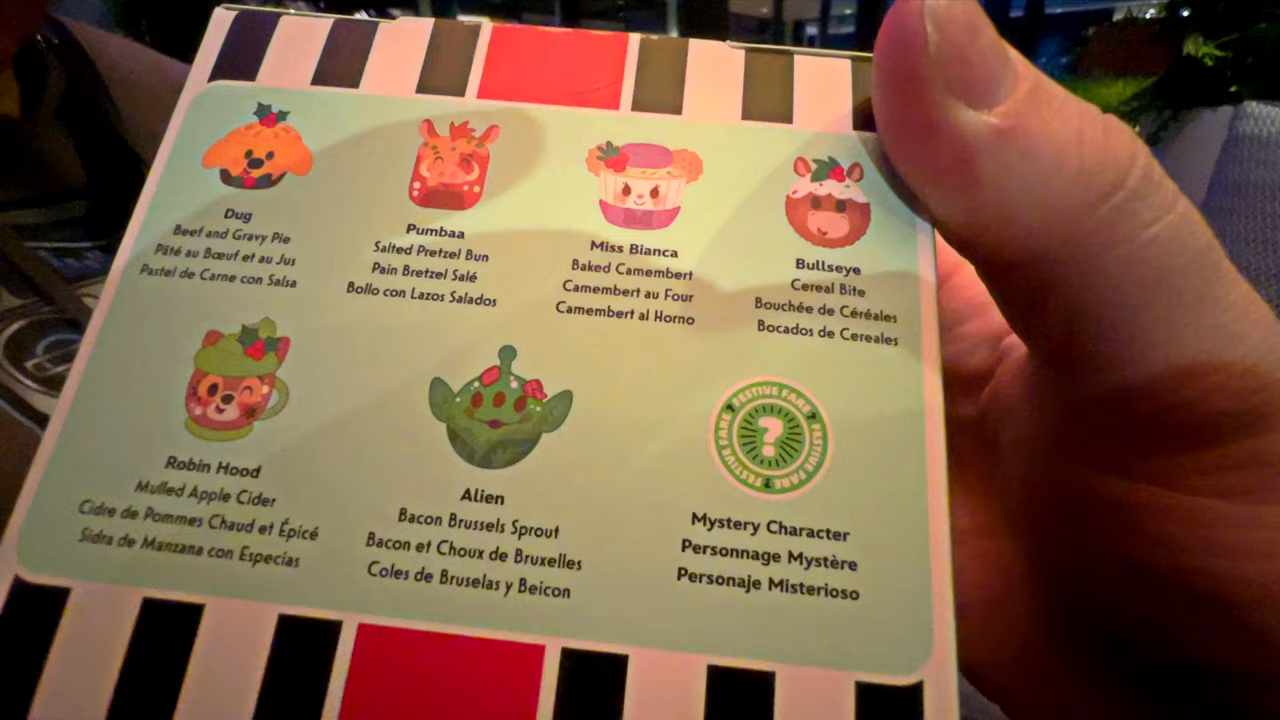 Dug
Beef and Gravy Pie
Pâté au Bœuf et au Jus
Pastel de Carne con Salsa
Pumbaa
Salted Pretzel Bun
Pain Bretzel Salé
Bollo con Lazos Salados
Miss Bianca
Baked Camembert
Camembert au Four
Camembert al Horno
Bullseye
Cereal Bite
Bouchée de Céréales
Bocados de Cereales
Robin Hood
Mulled Apple Cider
Cidre de Pommes Chaud et Épicé
Sidra de Manzana con Especias
Alien
Bacon Brussels Sprout
Bacon et Choux de Bruxelles
Coles de Bruselas y Beicon
FESTIVE FARE ? FESTIVE FARE ? FESTIVE FARE ?
?
Mystery Character
Personnage Mystère
Personaje Misterioso